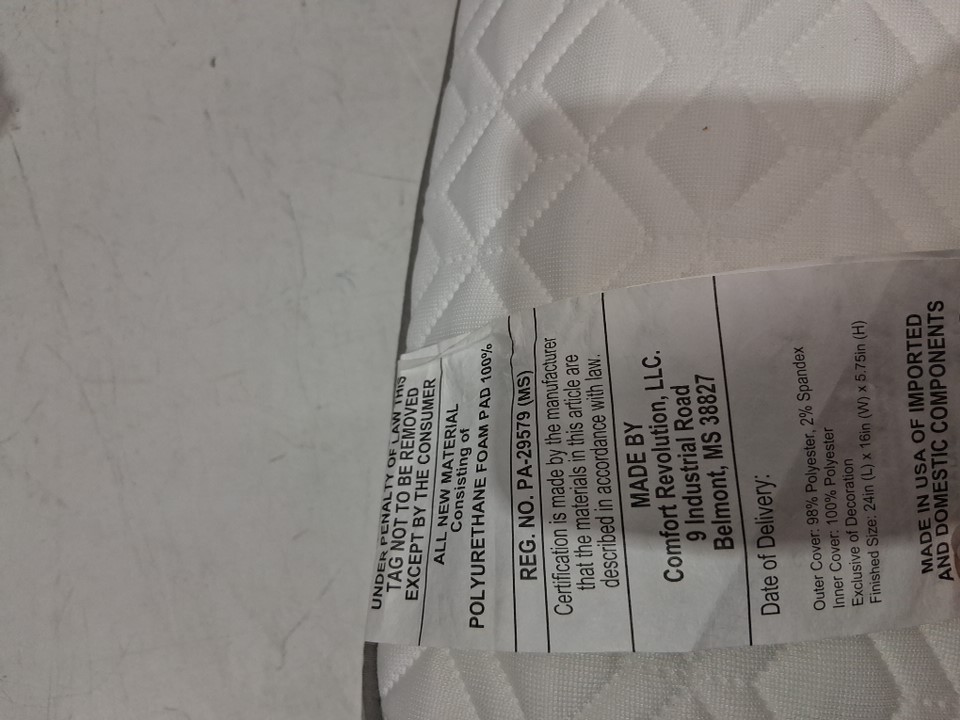 UNDER PENALTY OF LAW THIS
TAG NOT TO BE REMOVED
EXCEPT BY THE CONSUMER
ALL NEW MATERIAL
Consisting of
POLYURETHANE FOAM PAD 100%
REG. NO. PA-29579 (MS)
Certification is made by the manufacturer
that the materials in this article are
described in accordance with law.
MADE BY
Comfort Revolution, LLC.
9 Industrial Road
Belmont, MS 38827
Date of Delivery:
Outer Cover: 98% Polyester, 2% Spandex
Inner Cover: 100% Polyester
Exclusive of Decoration
Finished Size: 24in (L) x 16in (W) x 5.75in (H)
MADE IN USA OF IMPORTED
AND DOMESTIC COMPONENTS